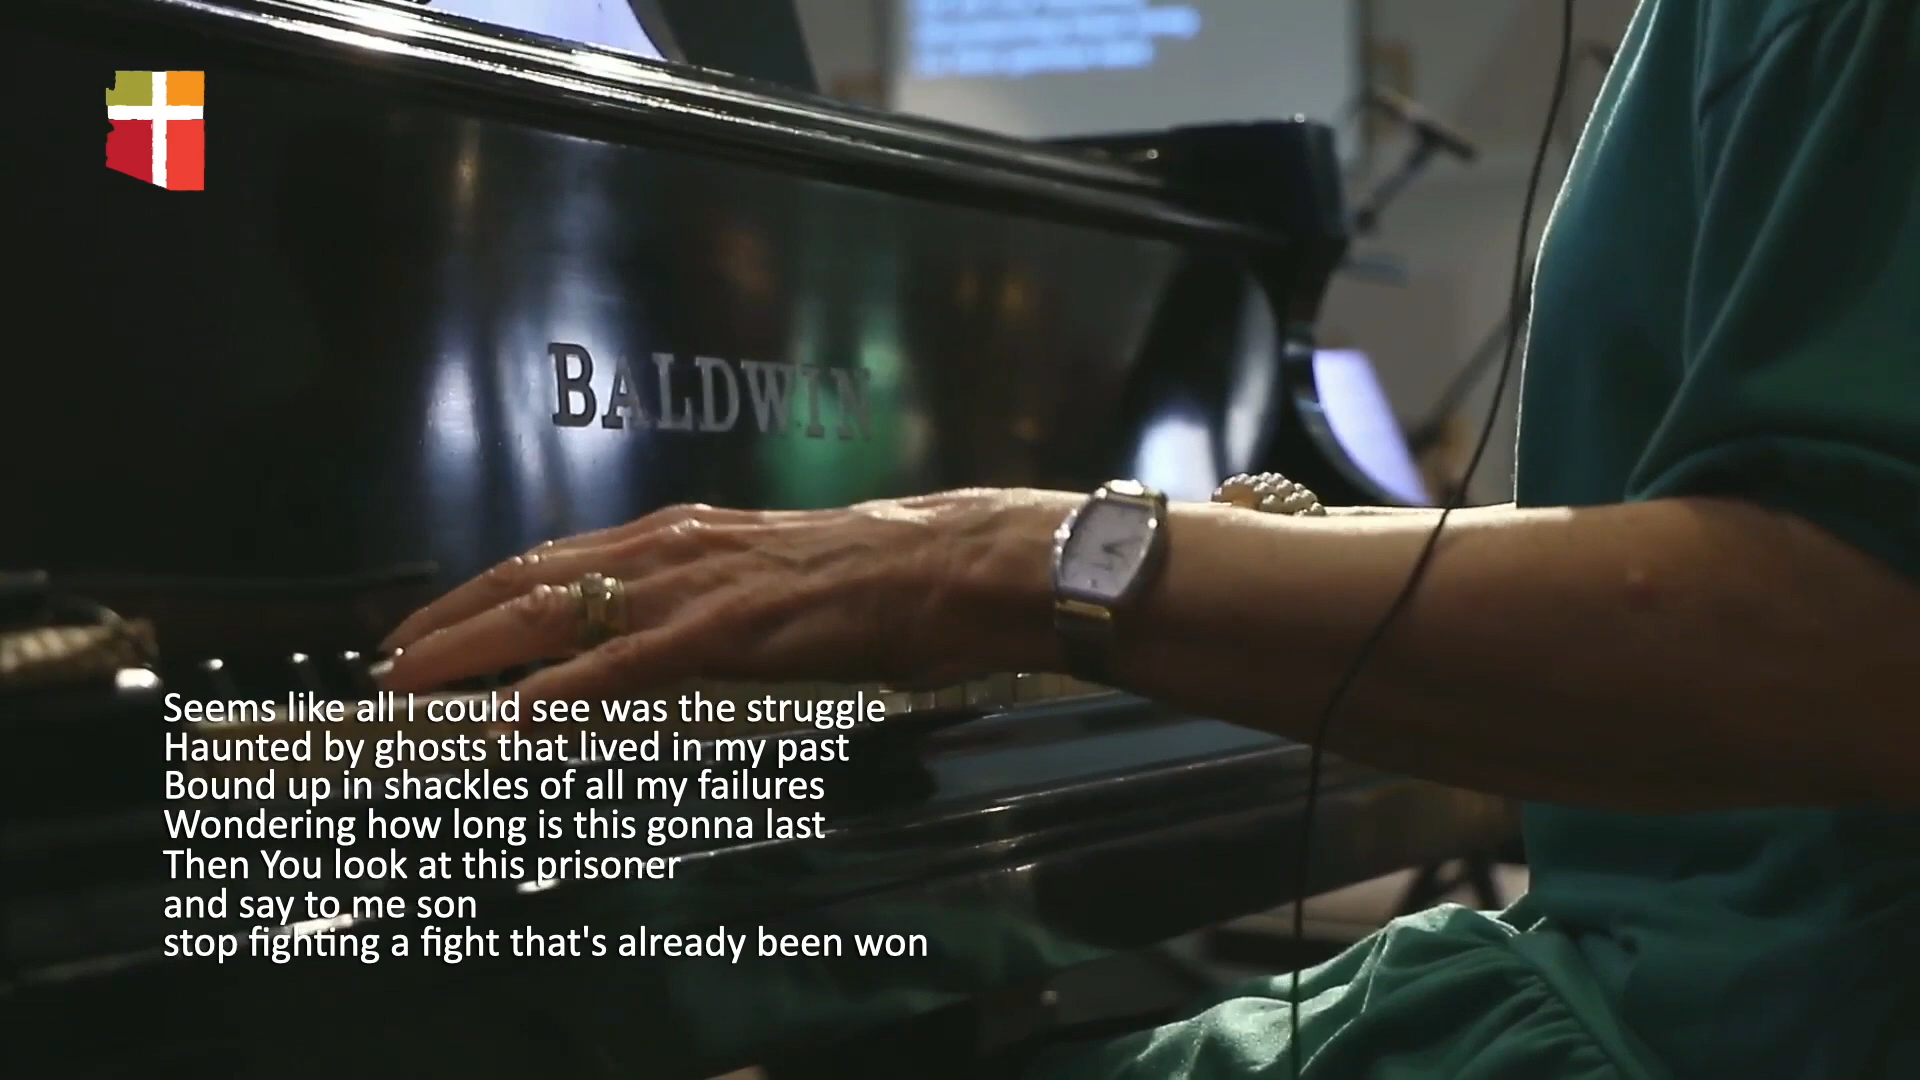 BALDWIN
Seems like all I could see was the struggle
Haunted by ghosts that lived in my past
Bound up in shackles of all my failures
Wondering how long is this gonna last
Then You look at this prisoner
and say to me son
stop fighting a fight that's already been won